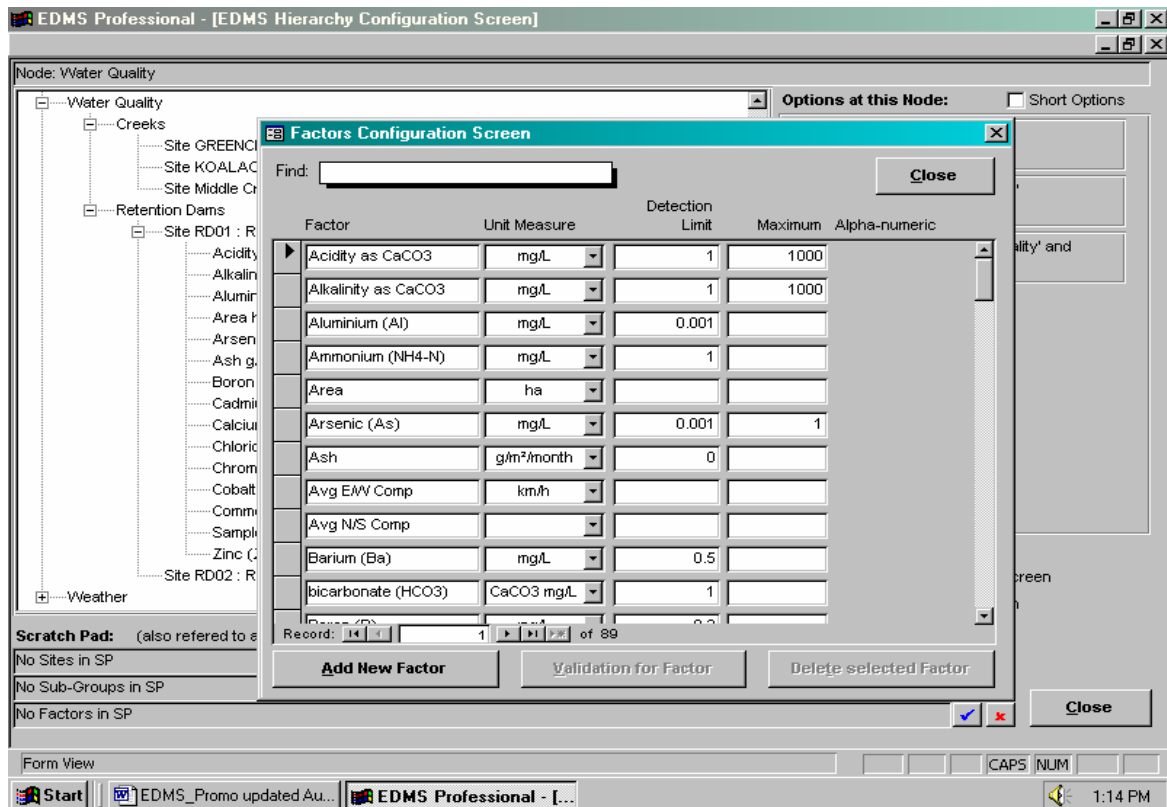 EDMS Professional - [EDMS Hierarchy Configuration Screen]
Node: Water Quality
Water Quality
Creeks
Site GREENC
Site KOALAC
Site Middle Cr
Retention Dams
Site RD01 : R
Acidity
Alkalin
Alumin
Area h
Arsen
Ash g
Boron
Cadmi
Calciu
Chloric
Chrom
Cobalt
Comm
Sample
Zinc (
Site RD02 : R
Weather
Options at this Node:
Short Options
ality' and
creen
Factors Configuration Screen
Find:
Close
Factor Unit Measure Detection Limit Maximum Alpha-numeric
Acidity as CaCO3 mg/L 1 1000
Alkalinity as CaCO3 mg/L 1 1000
Aluminium (Al) mg/L 0.001
Ammonium (NH4-N) mg/L 1
Area ha
Arsenic (As) mg/L 0.001 1
Ash g/m²/month 0
Avg E/W Comp km/h
Avg N/S Comp
Barium (Ba) mg/L 0.5
bicarbonate (HCO3) CaCO3 mg/L 1
Record: 1 of 89
Add New Factor Validation for Factor Delete selected Factor
Scratch Pad: (also refered to a
No Sites in SP
No Sub-Groups in SP
No Factors in SP
Close
Form View
CAPS NUM
Start EDMS_Promo updated Au... EDMS Professional - [... 1:14 PM